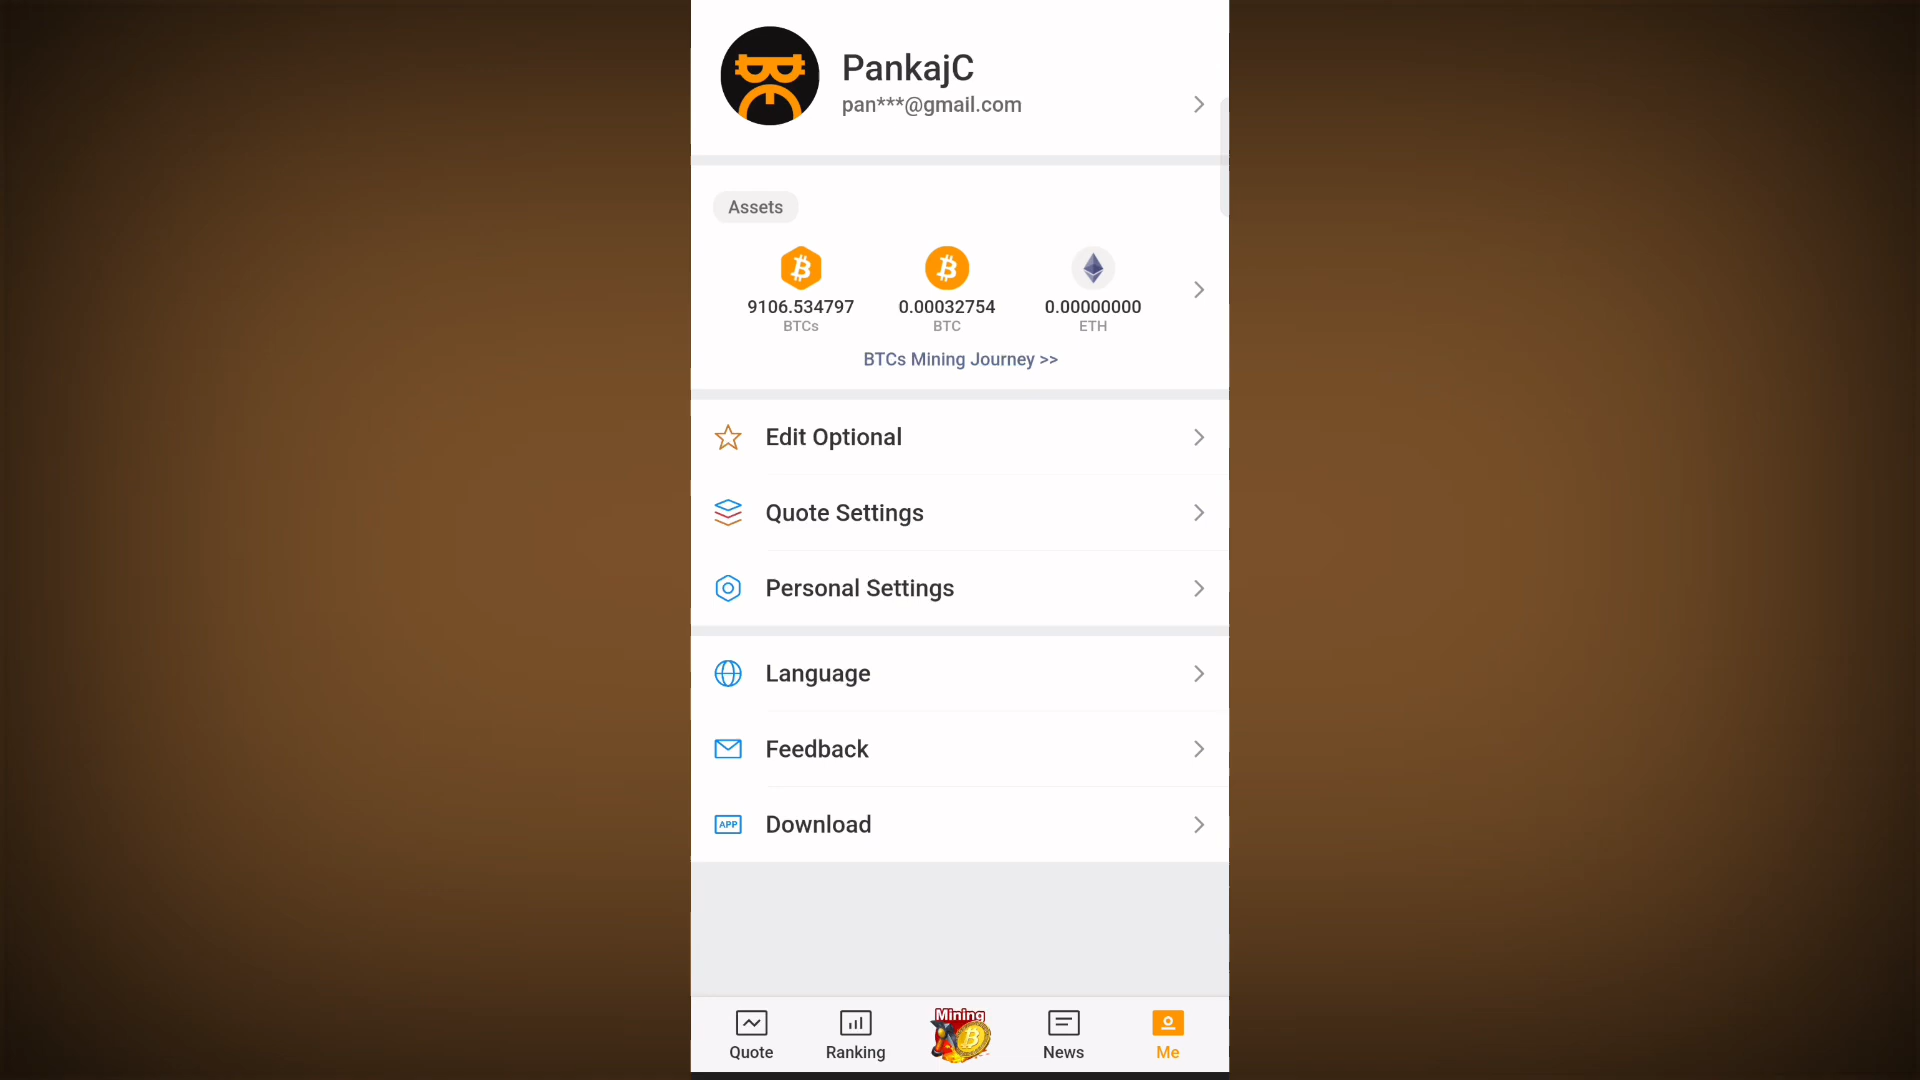 PankajC
pan***@gmail.com
Assets
9106.534797
BTCs
0.00032754
BTC
0.00000000
ETH
BTCs Mining Journey >>
Edit Optional
Quote Settings
Personal Settings
Language
Feedback
APP
Download
Mining
Quote
Ranking
News
Me